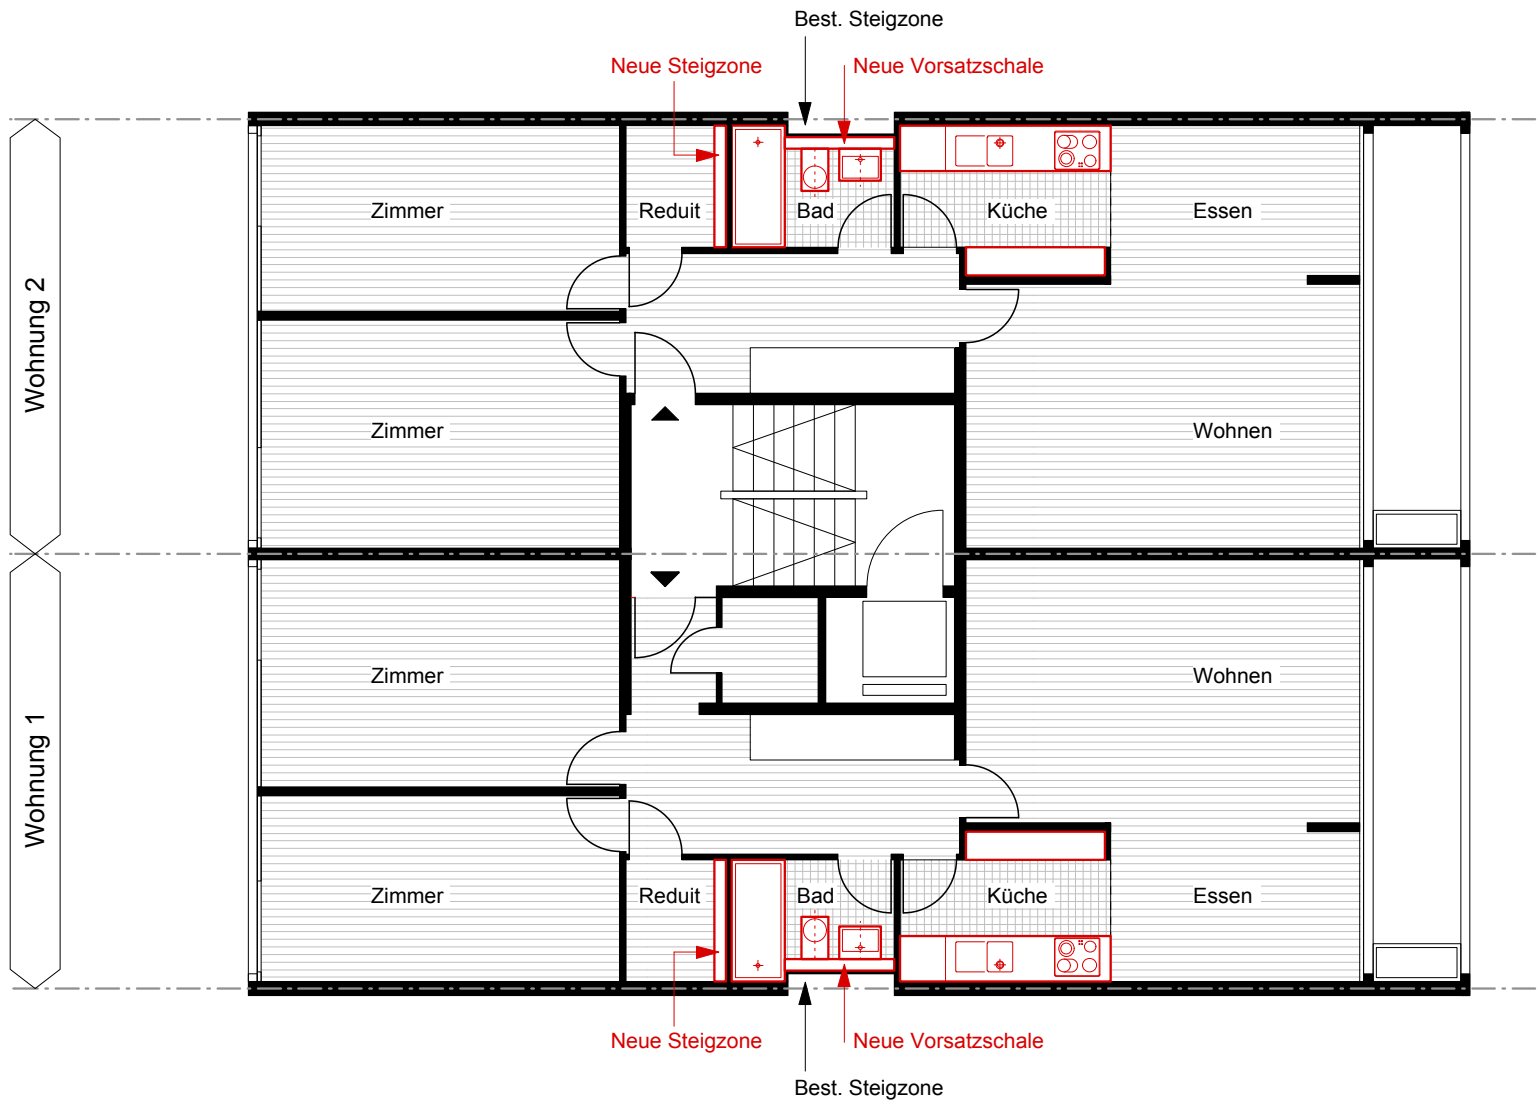 Best. Steigzone
Neue Steigzone
Neue Vorsatzschale
Wohnung 2
Zimmer
Reduit
Bad
Küche
Essen
Zimmer
Wohnen
Wohnung 1
Zimmer
Wohnen
Zimmer
Reduit
Bad
Küche
Essen
Neue Steigzone
Neue Vorsatzschale
Best. Steigzone